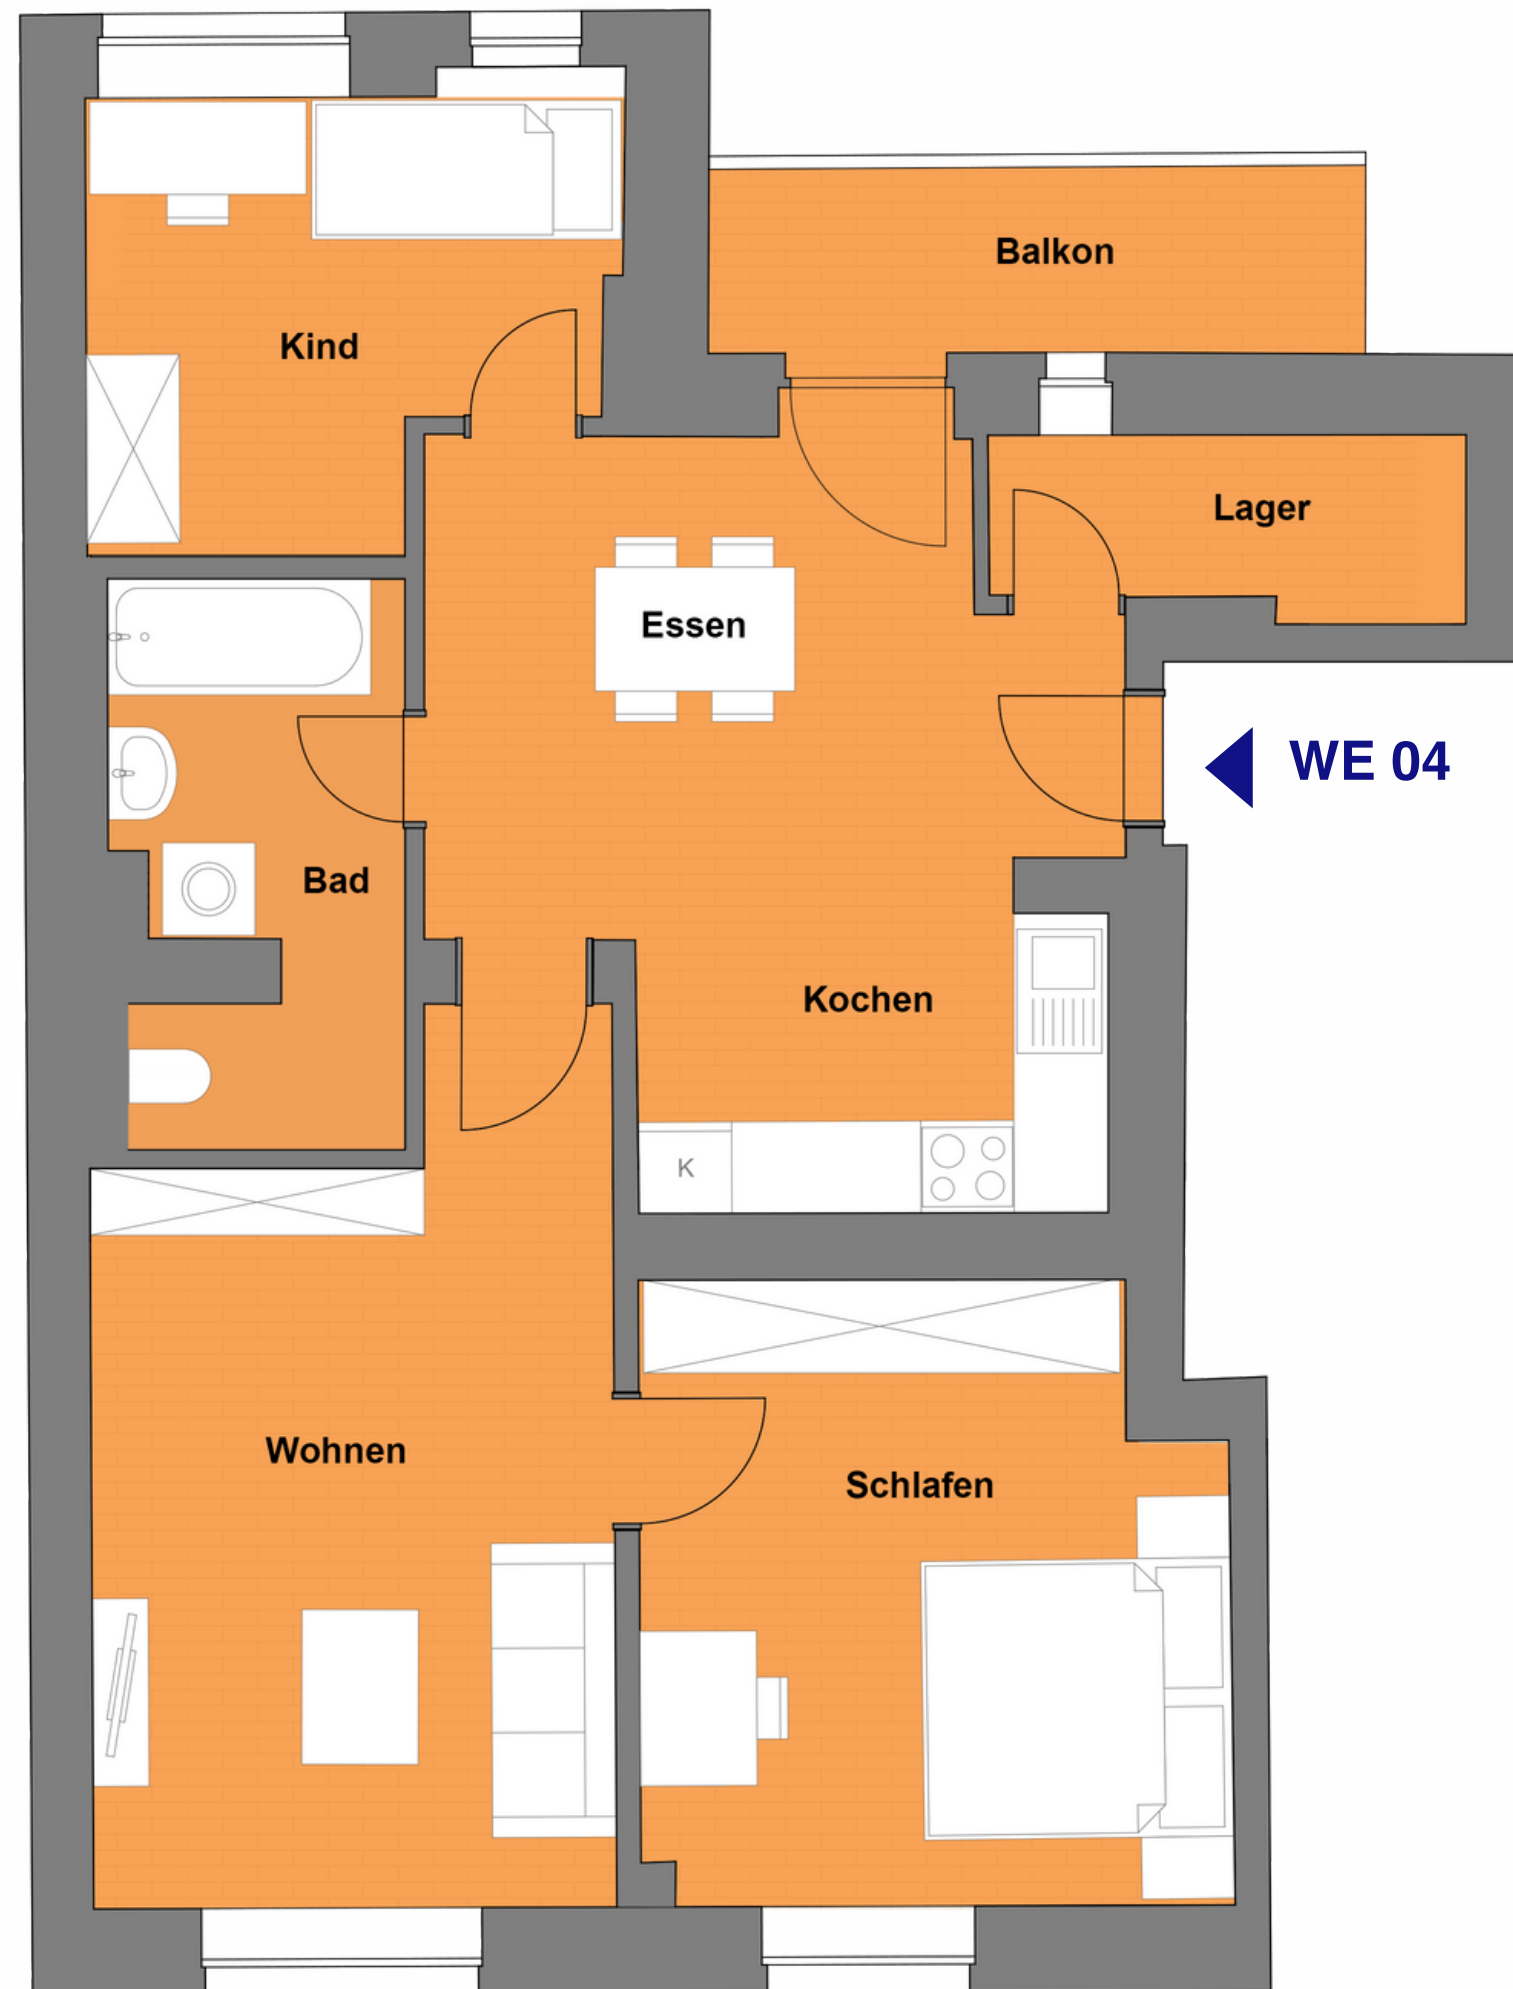 Balkon
Kind
Lager
Essen
WE 04
Bad
Kochen
K
Wohnen
Schlafen